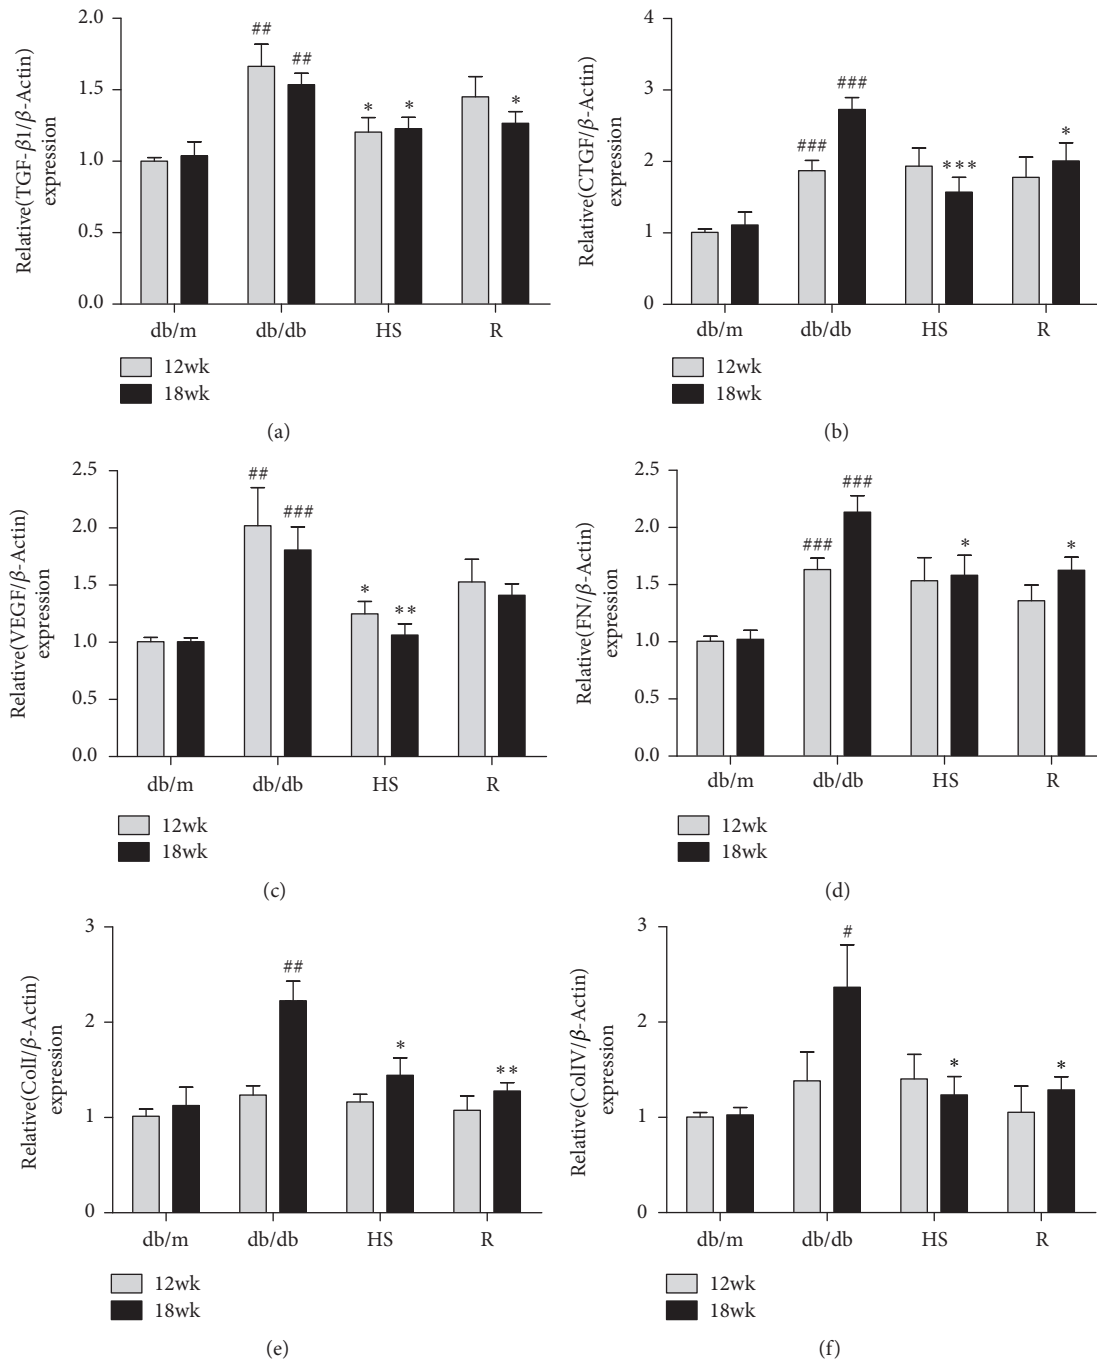 2.0
1.5
1.0
0.5
0.0
Relative(TGF-β1/β-Actin)
expression
##
##
*
*
*
db/m db/db HS R
12wk
18wk
(a)
4
3
2
1
0
Relative(CTGF/β-Actin)
expression
###
###
***
*
db/m db/db HS R
12wk
18wk
(b)
2.5
2.0
1.5
1.0
0.5
0.0
Relative(VEGF/β-Actin)
expression
##
###
*
**
db/m db/db HS R
12wk
18wk
(c)
2.5
2.0
1.5
1.0
0.5
0.0
Relative(FN/β-Actin)
expression
###
###
*
*
db/m db/db HS R
12wk
18wk
(d)
3
2
1
0
Relative(ColI/β-Actin)
expression
##
*
**
db/m db/db HS R
12wk
18wk
(e)
3
2
1
0
Relative(ColIV/β-Actin)
expression
#
*
*
db/m db/db HS R
12wk
18wk
(f)